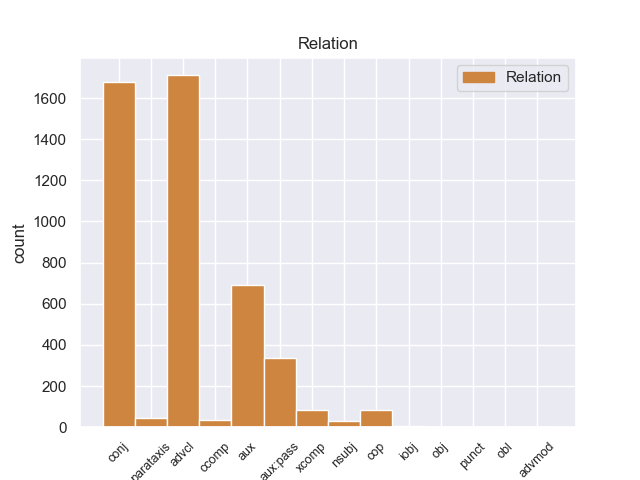 Relation
Relation
count
1600
1400
1200
1000
800
600
400
200
0
conj
parataxis
advcl
ccomp
aux
aux:pass
xcomp
nsubj
cop
iobj
obj
punct
obl
advmod